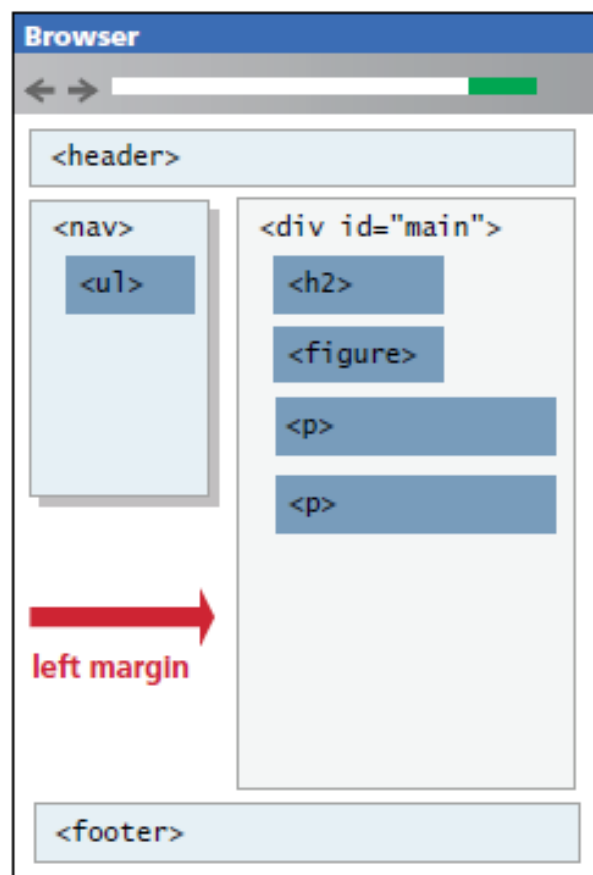 Browser
<header>
<nav>
<ul>
<div id="main">
<h2>
<figure>
<p>
<p>
left margin
<footer>